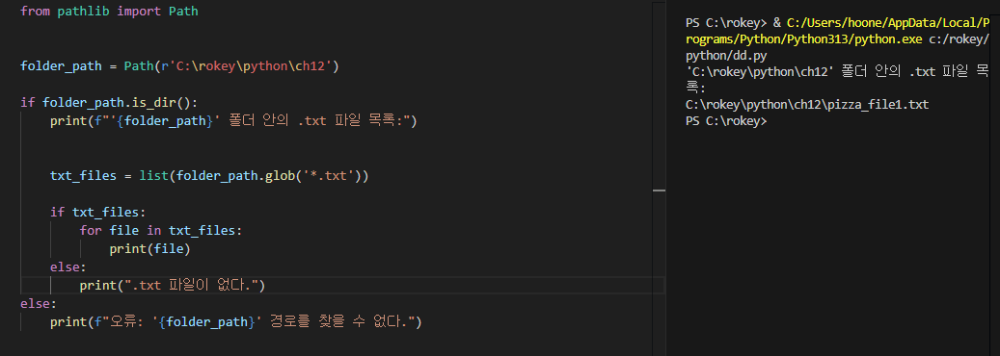 from pathlib import Path
folder_path = Path(r'C:\rokey\python\ch12')
if folder_path.is_dir():
    print(f"'{folder_path}' 폴더 안의 .txt 파일 목록:")
    txt_files = list(folder_path.glob('*.txt'))
    if txt_files:
        for file in txt_files:
            print(file)
    else:
        print(".txt 파일이 없다.")
else:
    print(f"오류: '{folder_path}' 경로를 찾을 수 없다.")
PS C:\rokey> & C:/Users/hoone/AppData/Local/P
rograms/Python/Python313/python.exe c:/rokey/
python/dd.py
'C:\rokey\python\ch12' 폴더 안의 .txt 파일 목
록:
C:\rokey\python\ch12\pizza_file1.txt
PS C:\rokey>